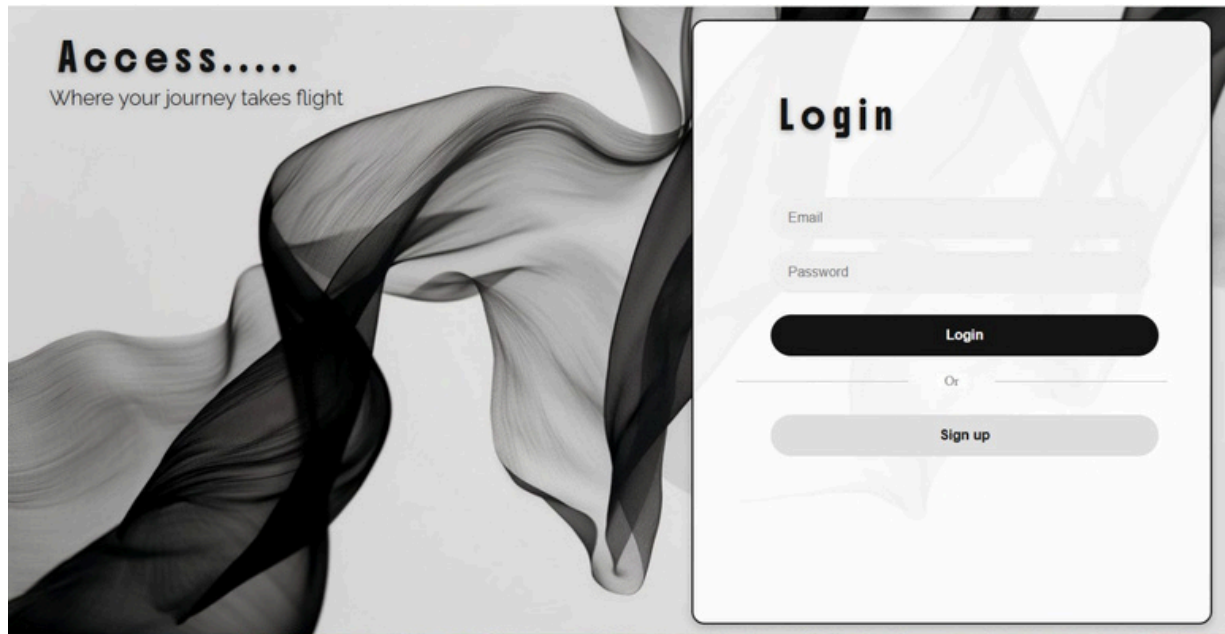 Access.....
Where your journey takes flight
Login
Email
Password
Login
Or
Sign up